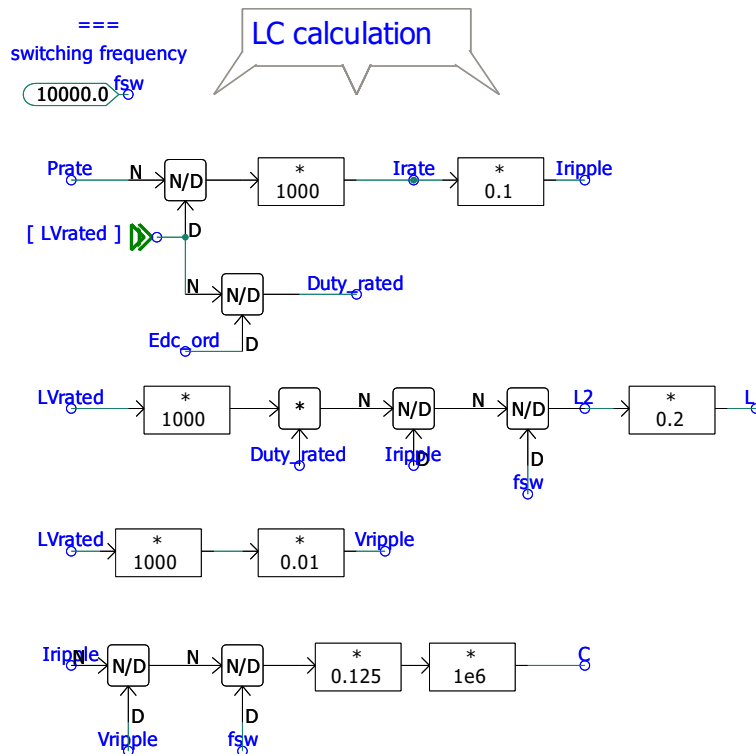 ===
switching frequency
fsw
10000.0
LC calculation
Prate N N/D * 1000 Irate * 0.1 Iripple
D
[ LVrated ]
N N/D Duty_rated
Edc_ord D
LVrated * 1000 * N N/D N N/D L2 * 0.2 L
Duty_rated Iripple D D
fsw
LVrated * 1000 * 0.01 Vripple
Iripple N N/D N N/D * 0.125 * 1e6 C
D D
Vripple fsw